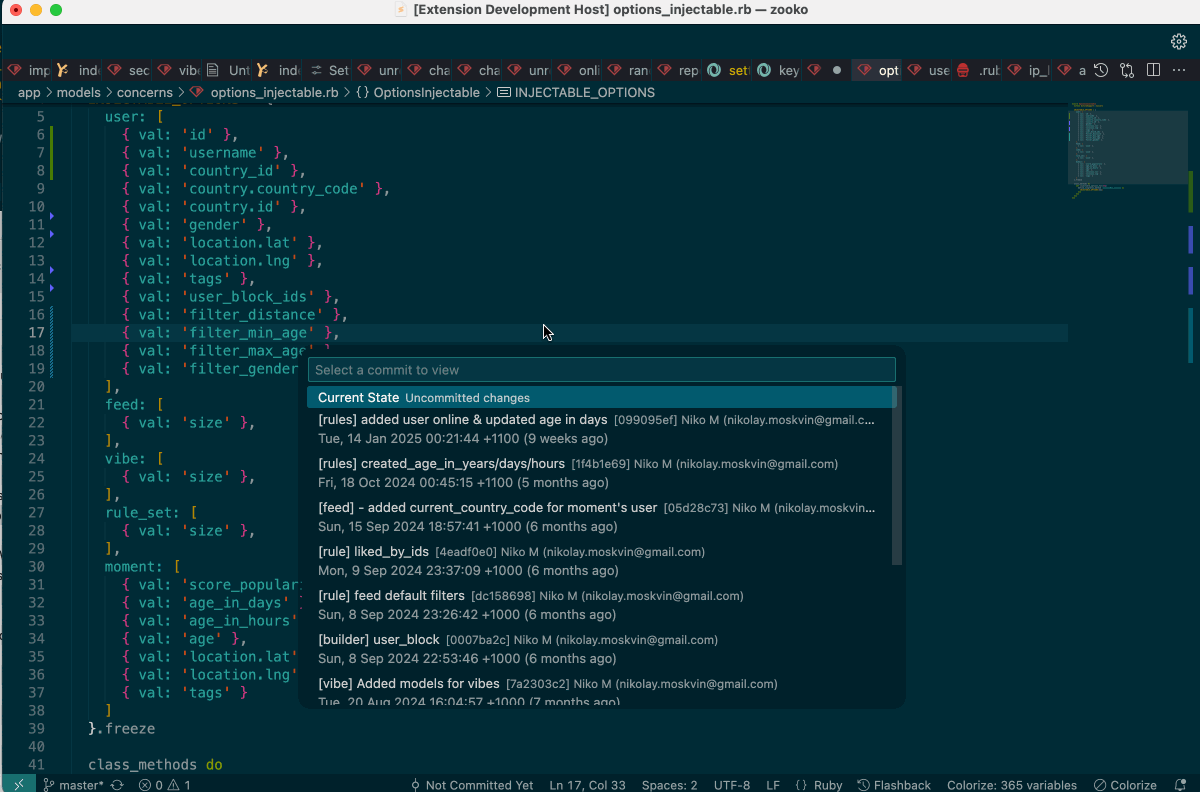 [Extension Development Host] options_injectable.rb — zooko
imp
ind
sec
vibe
Unt
ind
Set
unr
cha
cha
unr
onli
ran
rep
sett
key
opt
use
.rub
ip_l
a
app > models > concerns > options_injectable.rb > {} OptionsInjectable > INJECTABLE_OPTIONS
5 user: [
6 { val: 'id' },
7 { val: 'username' },
8 { val: 'country_id' },
9 { val: 'country.country_code' },
10 { val: 'country.id' },
11 { val: 'gender' },
12 { val: 'location.lat' },
13 { val: 'location.lng' },
14 { val: 'tags' },
15 { val: 'user_block_ids' },
16 { val: 'filter_distance' },
17 { val: 'filter_min_age' },
18 { val: 'filter_max_age'
19 { val: 'filter_gender
20 ],
21 feed: [
22 { val: 'size' },
23 ],
24 vibe: [
25 { val: 'size' },
26 ],
27 rule_set: [
28 { val: 'size' },
29 ],
30 moment: [
31 { val: 'score_popular
32 { val: 'age_in_days'
33 { val: 'age_in_hours'
34 { val: 'age' },
35 { val: 'location.lat'
36 { val: 'location.lng'
37 { val: 'tags' }
38 ]
39 }.freeze
40
41 class_methods do
Select a commit to view
Current State Uncommitted changes
[rules] added user online & updated age in days [099095ef] Niko M (nikolay.moskvin@gmail.c...
Tue, 14 Jan 2025 00:21:44 +1100 (9 weeks ago)
[rules] created_age_in_years/days/hours [1f4b1e69] Niko M (nikolay.moskvin@gmail.com)
Fri, 18 Oct 2024 00:45:15 +1100 (5 months ago)
[feed] - added current_country_code for moment's user [05d28c73] Niko M (nikolay.moskvin...
Sun, 15 Sep 2024 18:57:41 +1000 (6 months ago)
[rule] liked_by_ids [4eadf0e0] Niko M (nikolay.moskvin@gmail.com)
Mon, 9 Sep 2024 23:37:09 +1000 (6 months ago)
[rule] feed default filters [dc158698] Niko M (nikolay.moskvin@gmail.com)
Sun, 8 Sep 2024 23:26:42 +1000 (6 months ago)
[builder] user_block [0007ba2c] Niko M (nikolay.moskvin@gmail.com)
Sun, 8 Sep 2024 22:53:46 +1000 (6 months ago)
[vibe] Added models for vibes [7a2303c2] Niko M (nikolay.moskvin@gmail.com)
Tue, 20 Aug 2024 16:04:57 +1000 (7 months ago)
master* 0 1 Not Committed Yet Ln 17, Col 33 Spaces: 2 UTF-8 LF {} Ruby Flashback Colorize: 365 variables Colorize